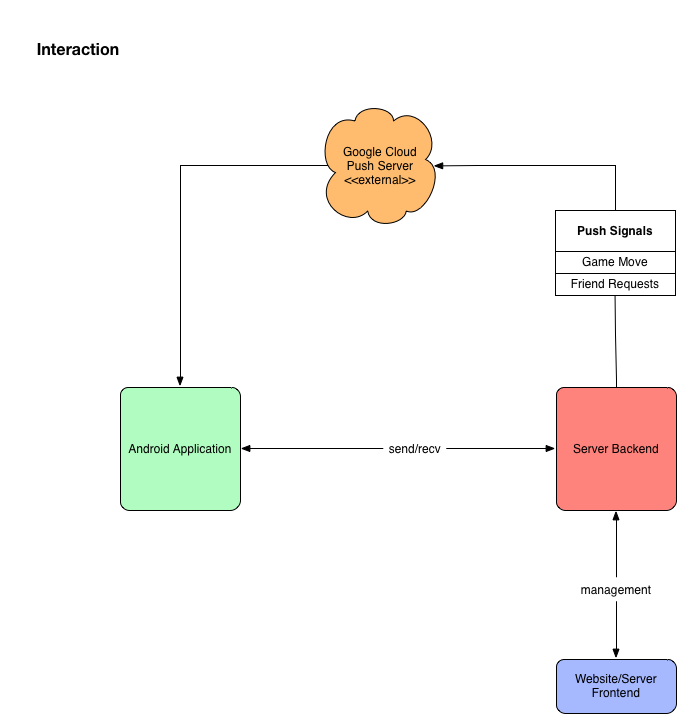 Interaction
Google Cloud
Push Server
<<external>>
Push Signals
Game Move
Friend Requests
Android Application
send/recv
Server Backend
management
Website/Server
Frontend